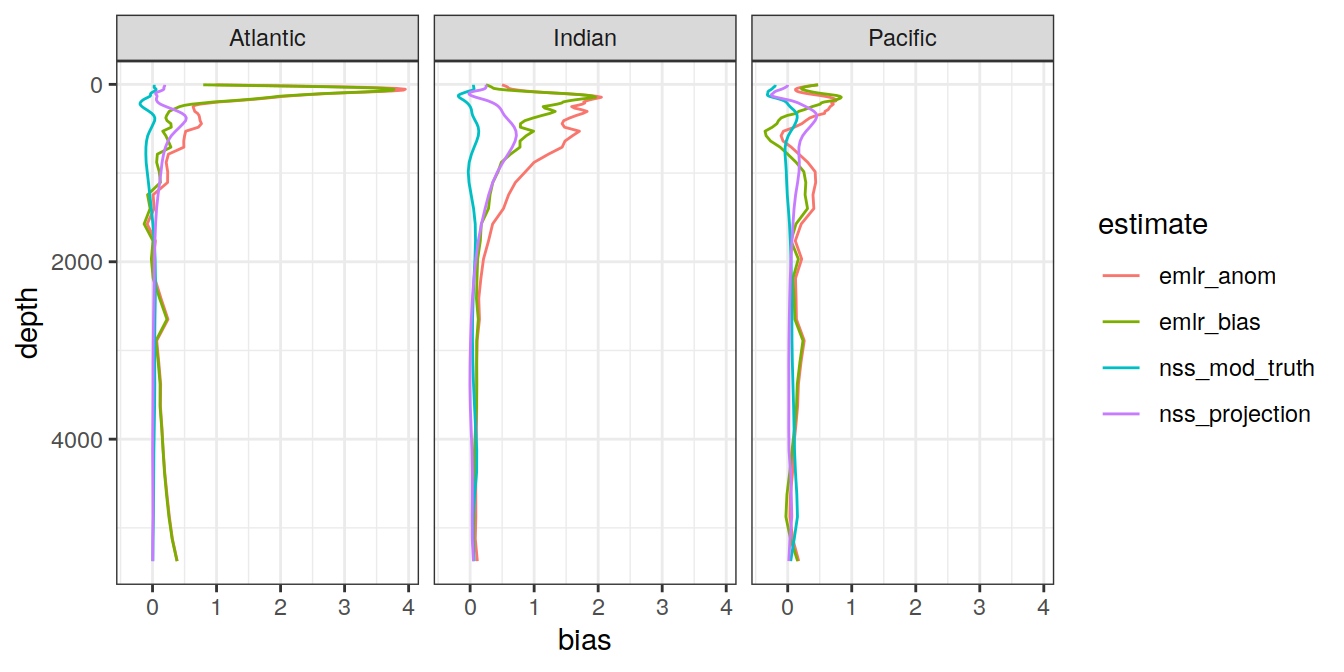 Atlantic
Indian
Pacific
0
2000
4000
depth
0 1 2 3 4
0 1 2 3 4
0 1 2 3 4
bias
estimate
emlr_anom
emlr_bias
nss_mod_truth
nss_projection